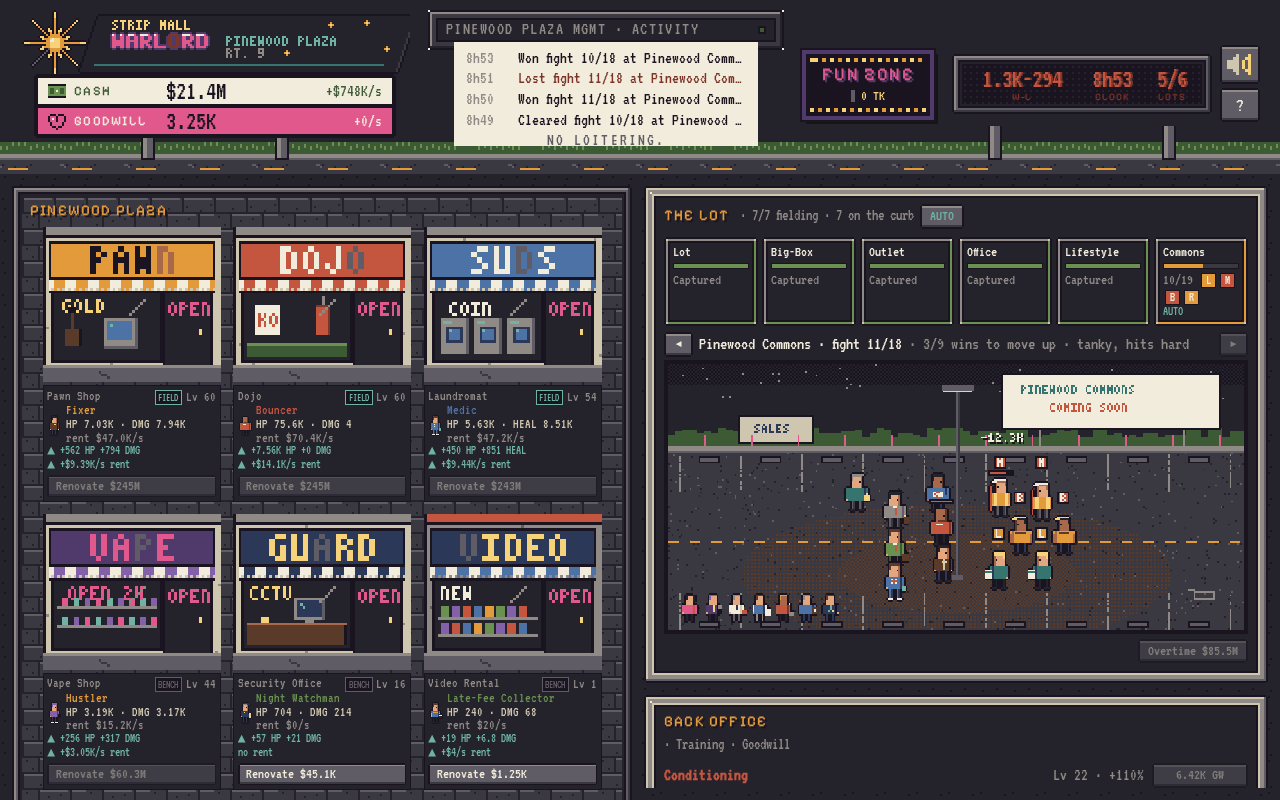 STRIP MALL
WARLORD
PINEWOOD PLAZA
RT. 9
CASH $21.4M +$748K/s
GOODWILL 3.25K +0/s
PINEWOOD PLAZA MGMT · ACTIVITY
8h53 Won fight 10/18 at Pinewood Comm…
8h51 Lost fight 11/18 at Pinewood Com…
8h50 Won fight 11/18 at Pinewood Comm…
8h49 Cleared fight 10/18 at Pinewood …
NO LOITERING.
FUN ZONE
0 TK
1.3K-294 8h53 5/6
W-L CLOCK LOTS
?
PINEWOOD PLAZA
PAWN
GOLD
OPEN
DOJO
KO
OPEN
SUDS
COIN
OPEN
Pawn Shop FIELD Lv 60
Fixer
HP 7.03K · DMG 7.94K
rent $47.0K/s
▲ +562 HP +794 DMG
▲ +$9.39K/s rent
Renovate $245M
Dojo FIELD Lv 60
Bouncer
HP 75.6K · DMG 4
rent $70.4K/s
▲ +7.56K HP +0 DMG
▲ +$14.1K/s rent
Renovate $245M
Laundromat FIELD Lv 54
Medic
HP 5.63K · HEAL 8.51K
rent $47.2K/s
▲ +450 HP +851 HEAL
▲ +$9.44K/s rent
Renovate $243M
VAPE
OPEN 2K
OPEN
GUARD
CCTV
OPEN
VIDEO
NEW
OPEN
Vape Shop BENCH Lv 44
Hustler
HP 3.19K · DMG 3.17K
rent $15.2K/s
▲ +256 HP +317 DMG
▲ +$3.05K/s rent
Renovate $60.3M
Security Office BENCH Lv 16
Night Watchman
HP 704 · DMG 214
rent $0/s
▲ +57 HP +21 DMG
no rent
Renovate $45.1K
Video Rental BENCH Lv 1
Late-Fee Collector
HP 240 · DMG 68
rent $20/s
▲ +19 HP +6.8 DMG
▲ +$4/s rent
Renovate $1.25K
THE LOT · 7/7 fielding · 7 on the curb AUTO
Lot
Captured
Big-Box
Captured
Outlet
Captured
Office
Captured
Lifestyle
Captured
Commons
10/19 L M
B R
AUTO
◄ Pinewood Commons · fight 11/18 · 3/9 wins to move up · tanky, hits hard ►
PINEWOOD COMMONS
COMING SOON
SALES
-12.3K
M M
B B
L L
Overtime $85.5M
BACK OFFICE
· Training · Goodwill
Conditioning Lv 22 · +110% 6.42K GW